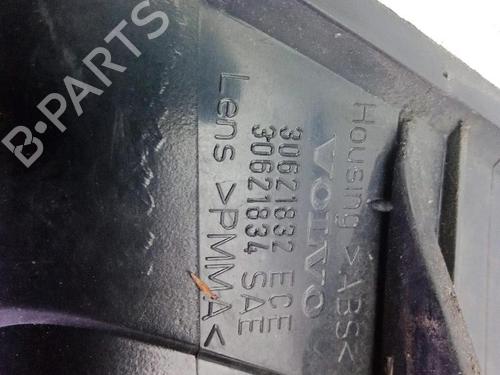 B-PARTS
Housing >ABS<
VOLVO
30621832 ECE
30621834 SAE
Lens >PMMA<